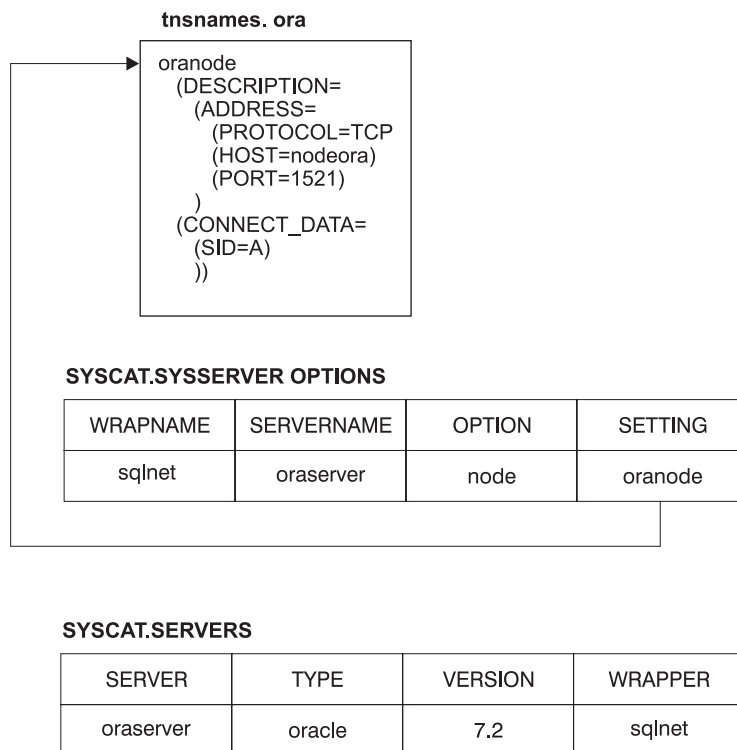 tnsnames. ora
oranode
(DESCRIPTION=
(ADDRESS=
(PROTOCOL=TCP
(HOST=nodeora)
(PORT=1521)
)
(CONNECT_DATA=
(SID=A)
))
SYSCAT.SYSSERVER OPTIONS
WRAPNAME SERVERNAME OPTION SETTING
sqlnet oraserver node oranode
SYSCAT.SERVERS
SERVER TYPE VERSION WRAPPER
oraserver oracle 7.2 sqlnet